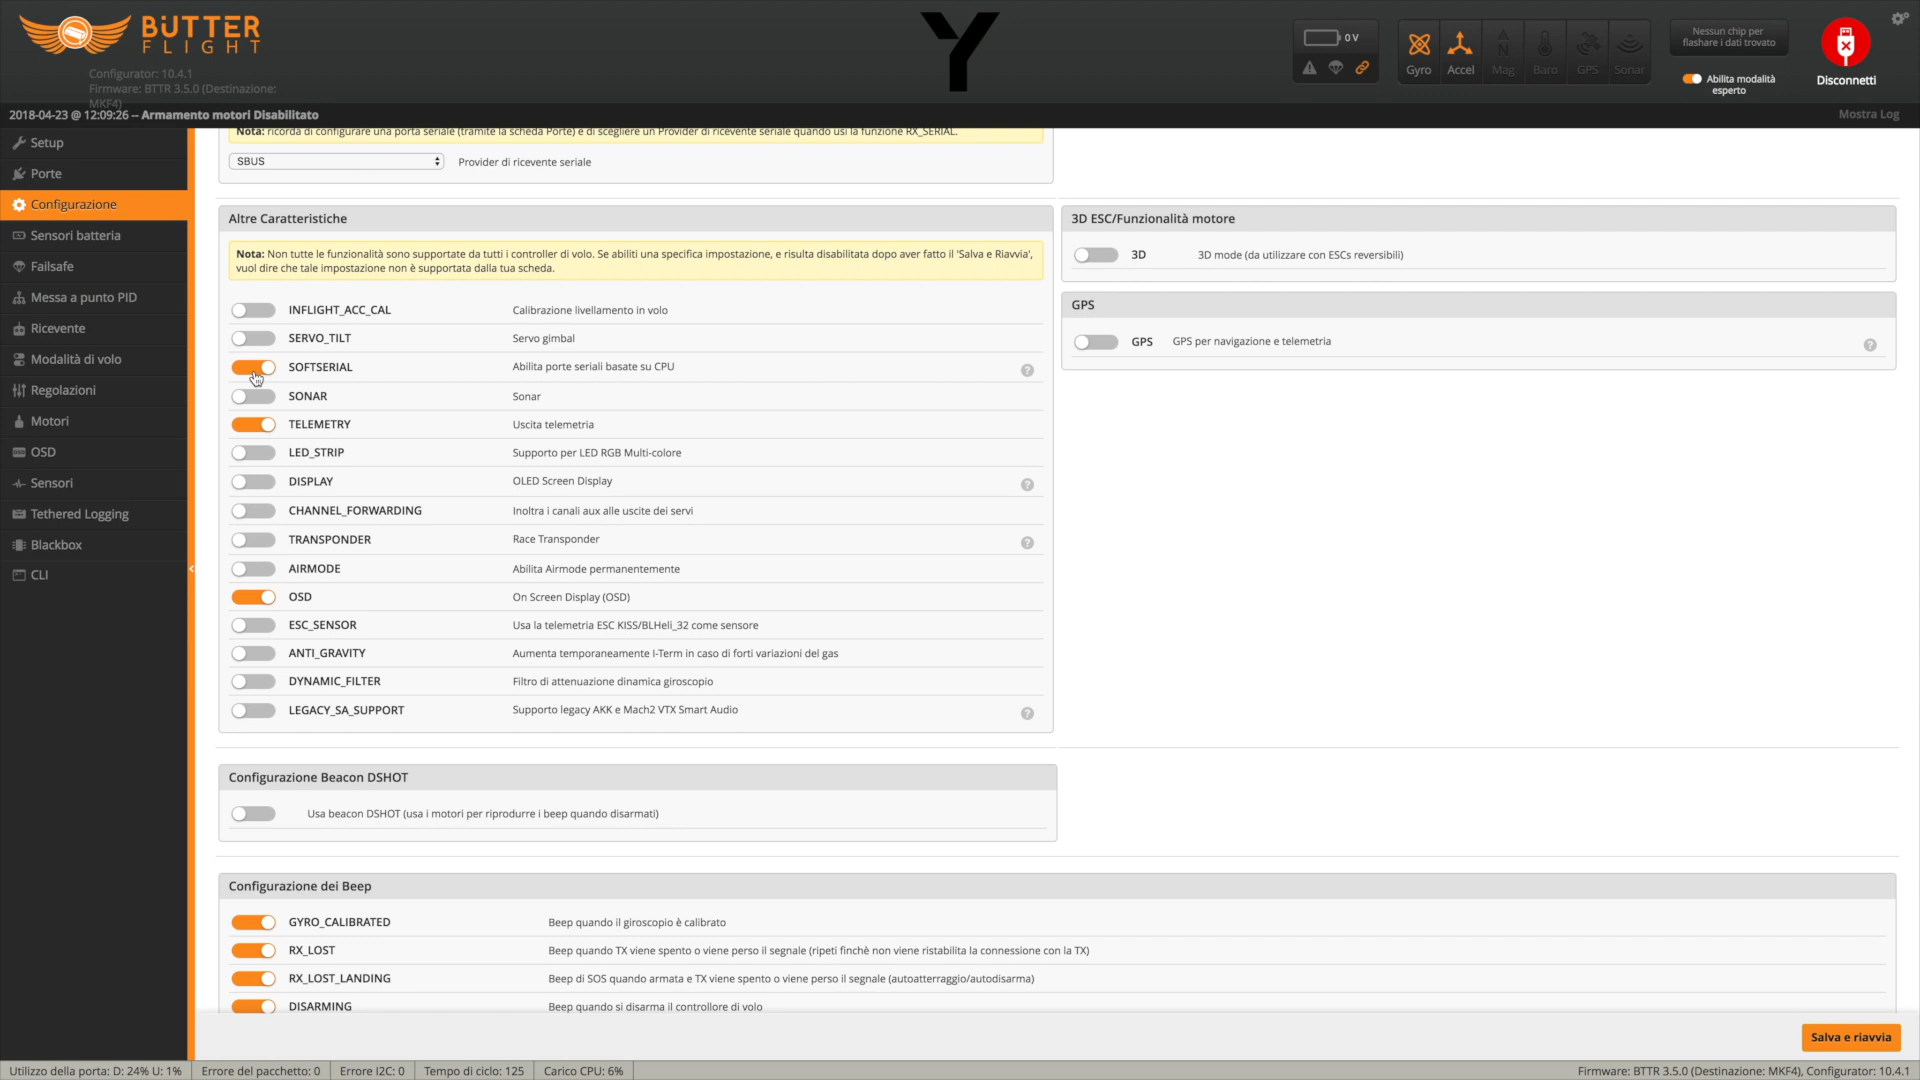 BUTTER
FLIGHT
Configurator: 10.4.1
Firmware: BTTR 3.5.0 (Destinazione:
MKF4)
Y
0 V
Gyro
Accel
Mag
Baro
GPS
Sonar
Nessun chip per
flashare i dati trovato
Abilita modalità
esperto
Disconnetti
2018-04-23 @ 12:09:26 -- Armamento motori Disabilitato
Mostra Log
Setup
Porte
Configurazione
Sensori batteria
Failsafe
Messa a punto PID
Ricevente
Modalità di volo
Regolazioni
Motori
OSD
Sensori
Tethered Logging
Blackbox
CLI
Nota: ricorda di configurare una porta seriale (tramite la scheda Porte) e di scegliere un Provider di ricevente seriale quando usi la funzione RX_SERIAL.
SBUS
Provider di ricevente seriale
Altre Caratteristiche
Nota: Non tutte le funzionalità sono supportate da tutti i controller di volo. Se abiliti una specifica impostazione, e risulta disabilitata dopo aver fatto il 'Salva e Riavvia',
vuol dire che tale impostazione non è supportata dalla tua scheda.
INFLIGHT_ACC_CAL Calibrazione livellamento in volo
SERVO_TILT Servo gimbal
SOFTSERIAL Abilita porte seriali basate su CPU ?
SONAR Sonar
TELEMETRY Uscita telemetria
LED_STRIP Supporto per LED RGB Multi-colore
DISPLAY OLED Screen Display ?
CHANNEL_FORWARDING Inoltra i canali aux alle uscite dei servi
TRANSPONDER Race Transponder ?
AIRMODE Abilita Airmode permanentemente
OSD On Screen Display (OSD)
ESC_SENSOR Usa la telemetria ESC KISS/BLHeli_32 come sensore
ANTI_GRAVITY Aumenta temporaneamente I-Term in caso di forti variazioni del gas
DYNAMIC_FILTER Filtro di attenuazione dinamica giroscopio
LEGACY_SA_SUPPORT Supporto legacy AKK e Mach2 VTX Smart Audio ?
3D ESC/Funzionalità motore
3D 3D mode (da utilizzare con ESCs reversibili)
GPS
GPS GPS per navigazione e telemetria ?
Configurazione Beacon DSHOT
Usa beacon DSHOT (usa i motori per riprodurre i beep quando disarmati)
Configurazione dei Beep
GYRO_CALIBRATED Beep quando il giroscopio è calibrato
RX_LOST Beep quando TX viene spento o viene perso il segnale (ripeti finchè non viene ristabilita la connessione con la TX)
RX_LOST_LANDING Beep di SOS quando armata e TX viene spento o viene perso il segnale (autoatterraggio/autodisarma)
DISARMING Beep quando si disarma il controllore di volo
Salva e riavvia
Utilizzo della porta: D: 24% U: 1%
Errore del pacchetto: 0
Errore I2C: 0
Tempo di ciclo: 125
Carico CPU: 6%
Firmware: BTTR 3.5.0 (Destinazione: MKF4), Configurator: 10.4.1